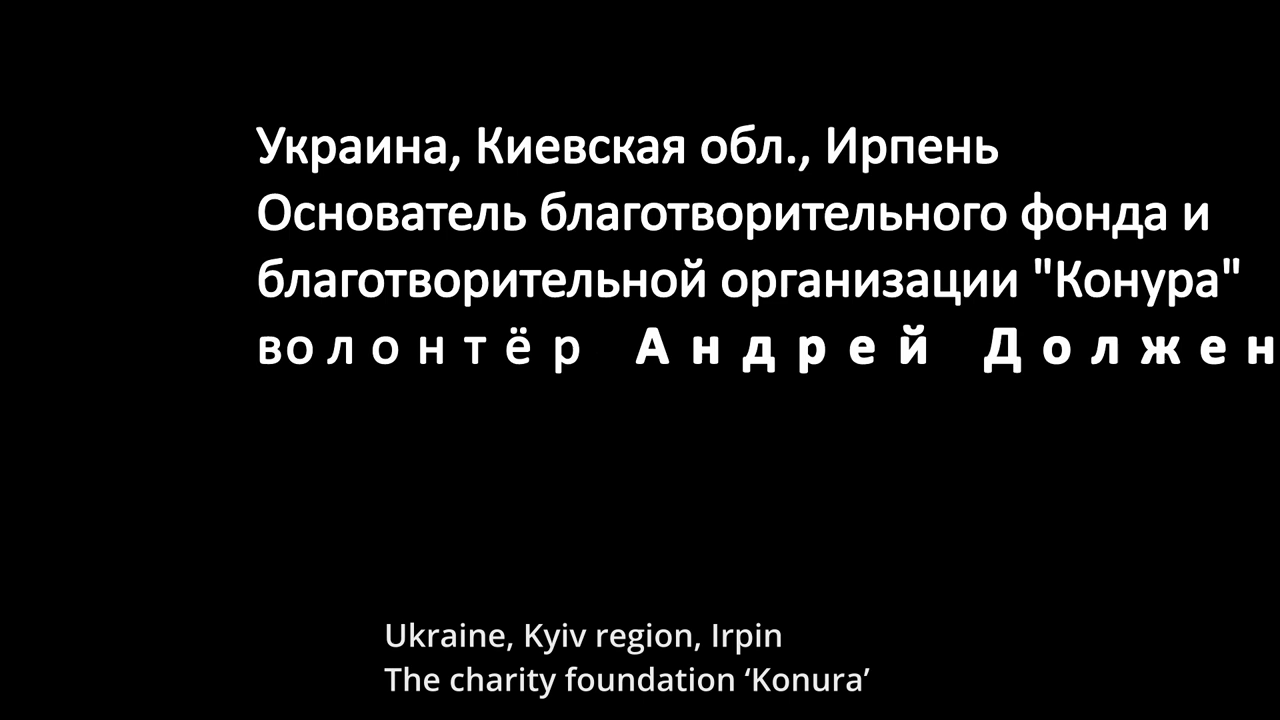 Украина, Киевская обл., Ирпень
Основатель благотворительного фонда и
благотворительной организации "Конура"
волонтёр Андрей Должен
Ukraine, Kyiv region, Irpin
The charity foundation ‘Konura’